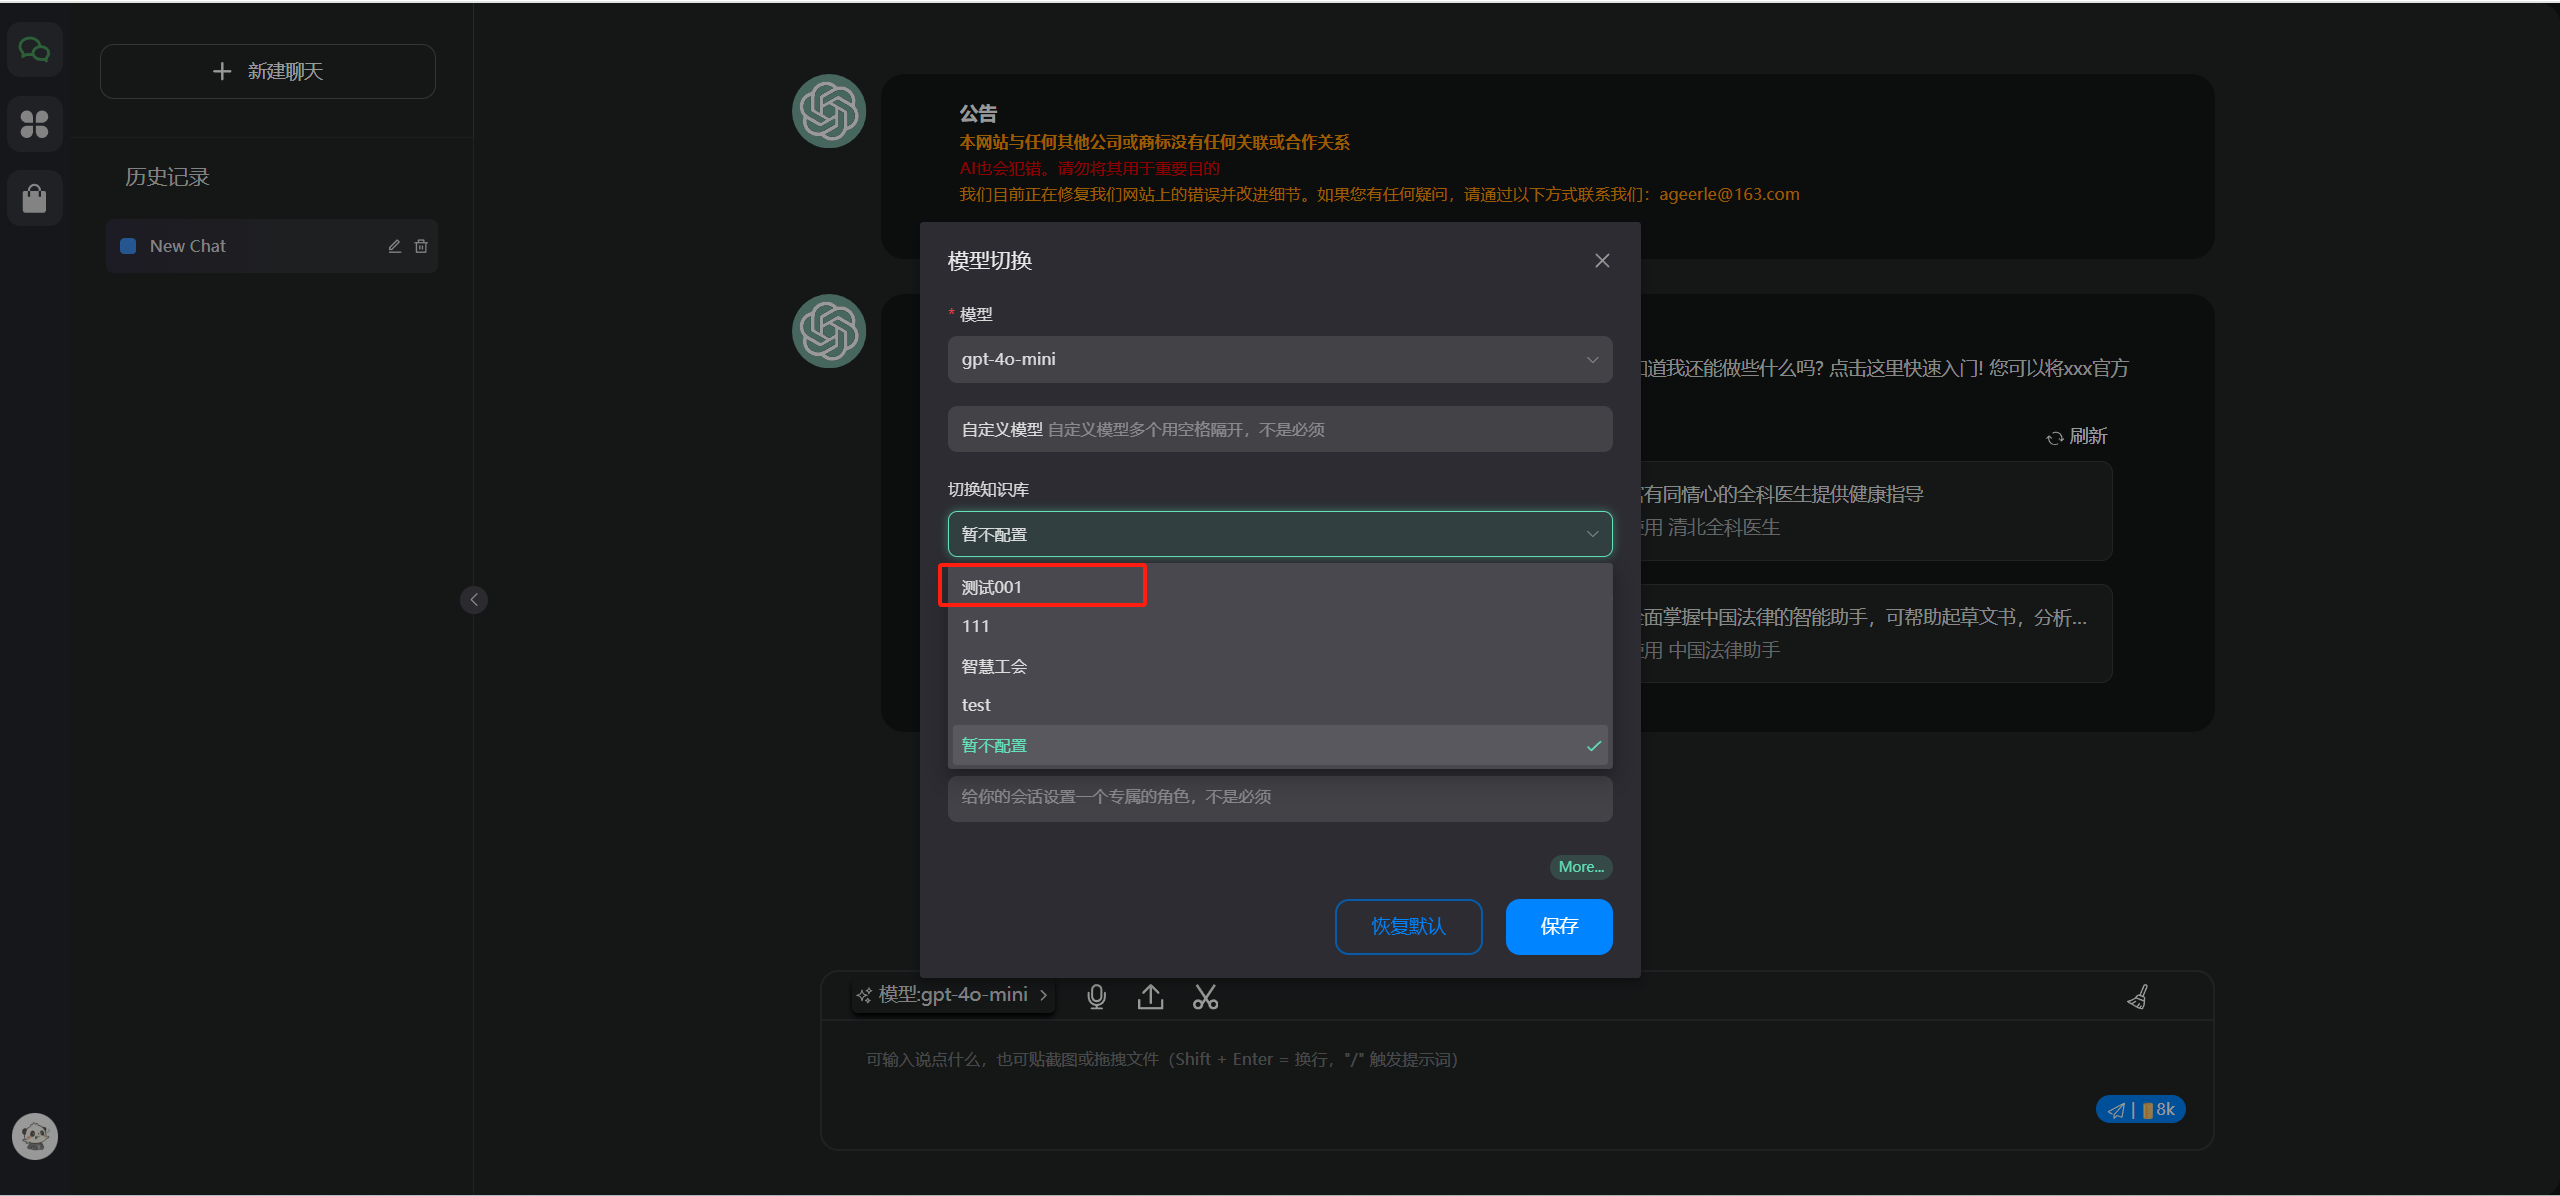 新建聊天
历史记录
New Chat
公告
本网站与任何其他公司或商标没有任何关联或合作关系
AI也会犯错。请勿将其用于重要目的
我们目前正在修复我们网站上的错误并改进细节。如果您有任何疑问，请通过以下方式联系我们：ageerle@163.com
模型切换
* 模型
gpt-4o-mini
自定义模型 自定义模型多个用空格隔开，不是必须
切换知识库
暂不配置
测试001
111
智慧工会
test
暂不配置
给你的会话设置一个专属的角色，不是必须
More...
恢复默认
保存
道我还能做些什么吗? 点击这里快速入门! 您可以将xxx官方
刷新
有同情心的全科医生提供健康指导
用 清北全科医生
面掌握中国法律的智能助手，可帮助起草文书，分析...
用 中国法律助手
模型:gpt-4o-mini
可输入说点什么，也可贴截图或拖拽文件（Shift + Enter = 换行，"/" 触发提示词）
8k